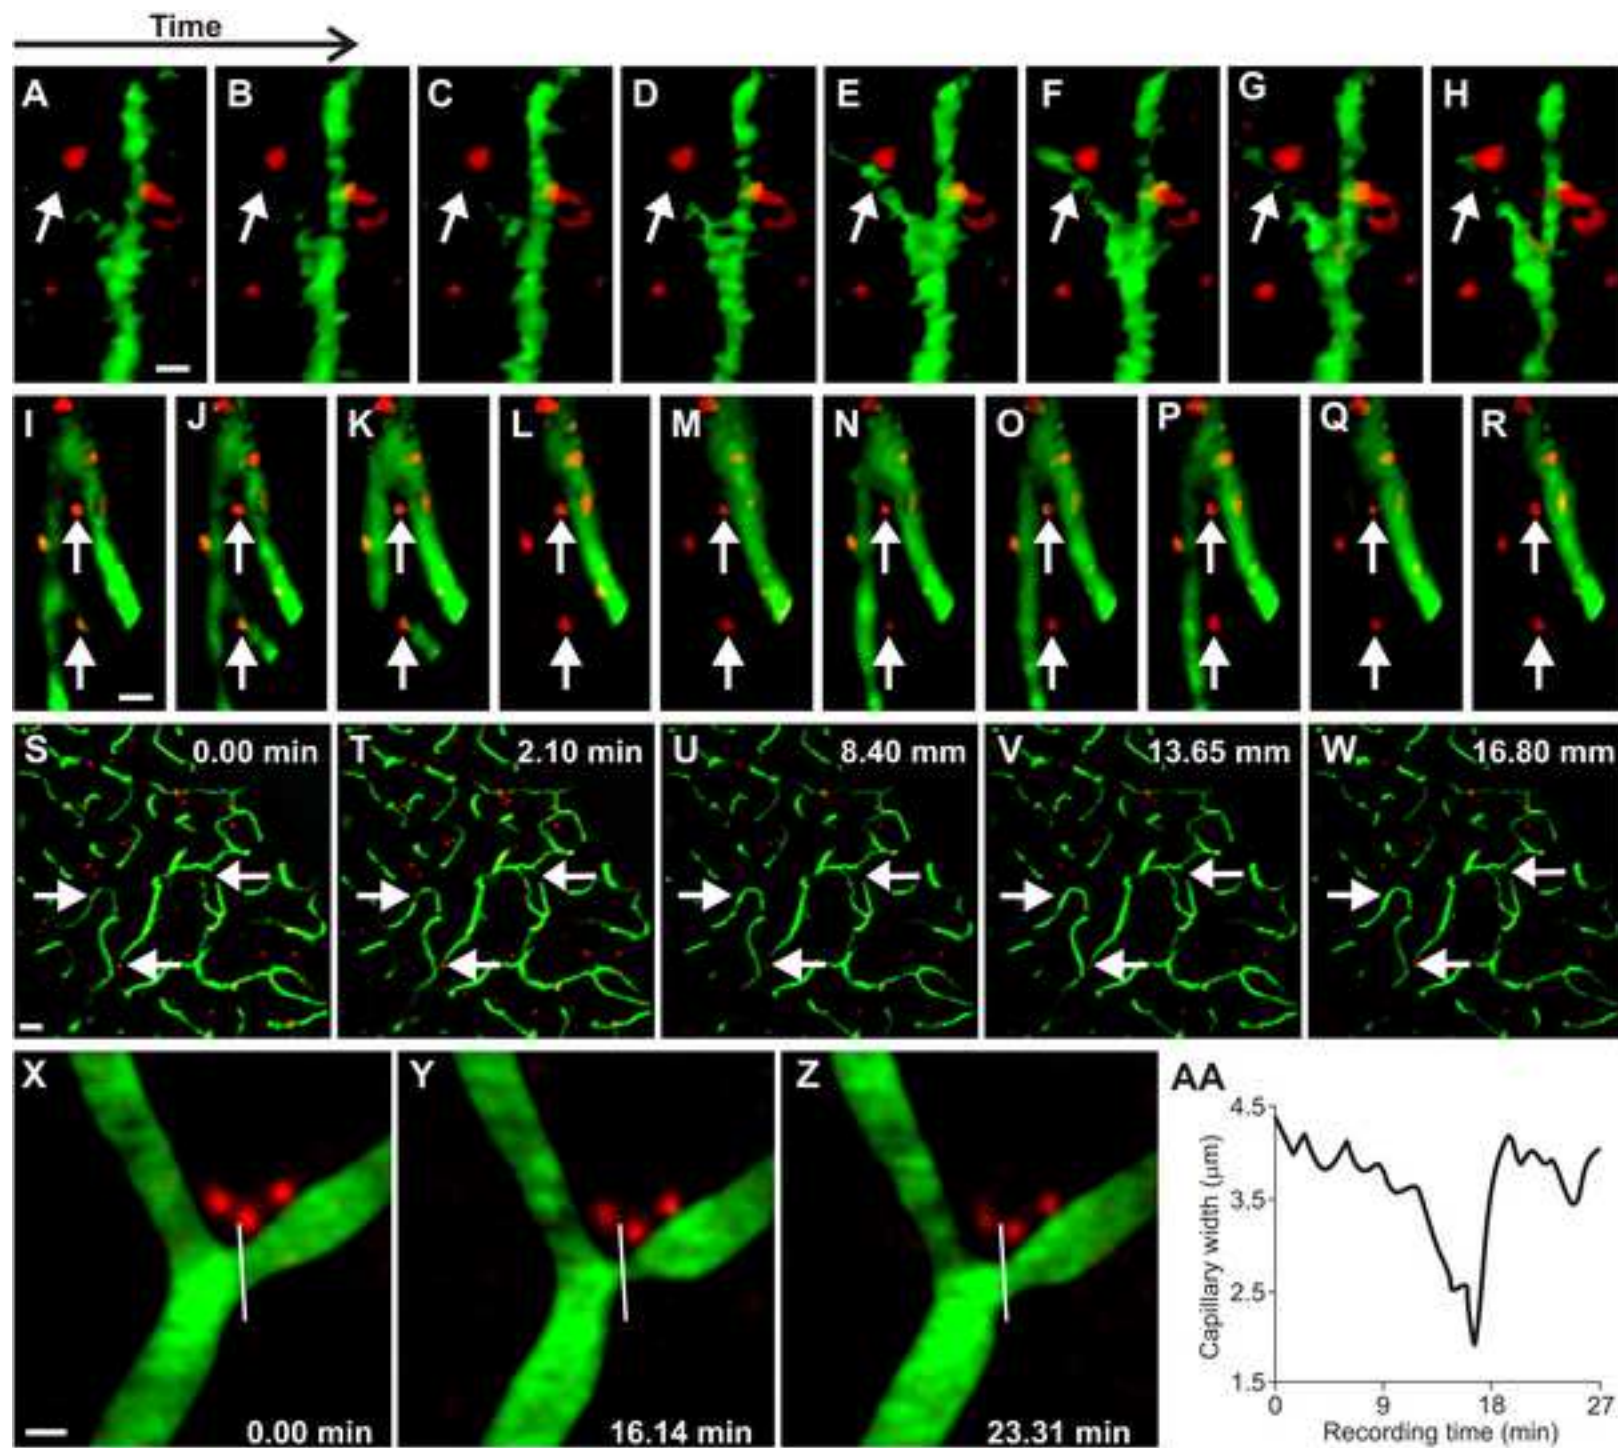 Time
A B C D E F G H
I J K L M N O P Q R
S 0.00 min T 2.10 min U 8.40 mm V 13.65 mm W 16.80 mm
X Y Z AA
0.00 min 16.14 min 23.31 min
4.5
3.5
2.5
1.5
Capillary width (μm)
0 9 18 27
Recording time (min)